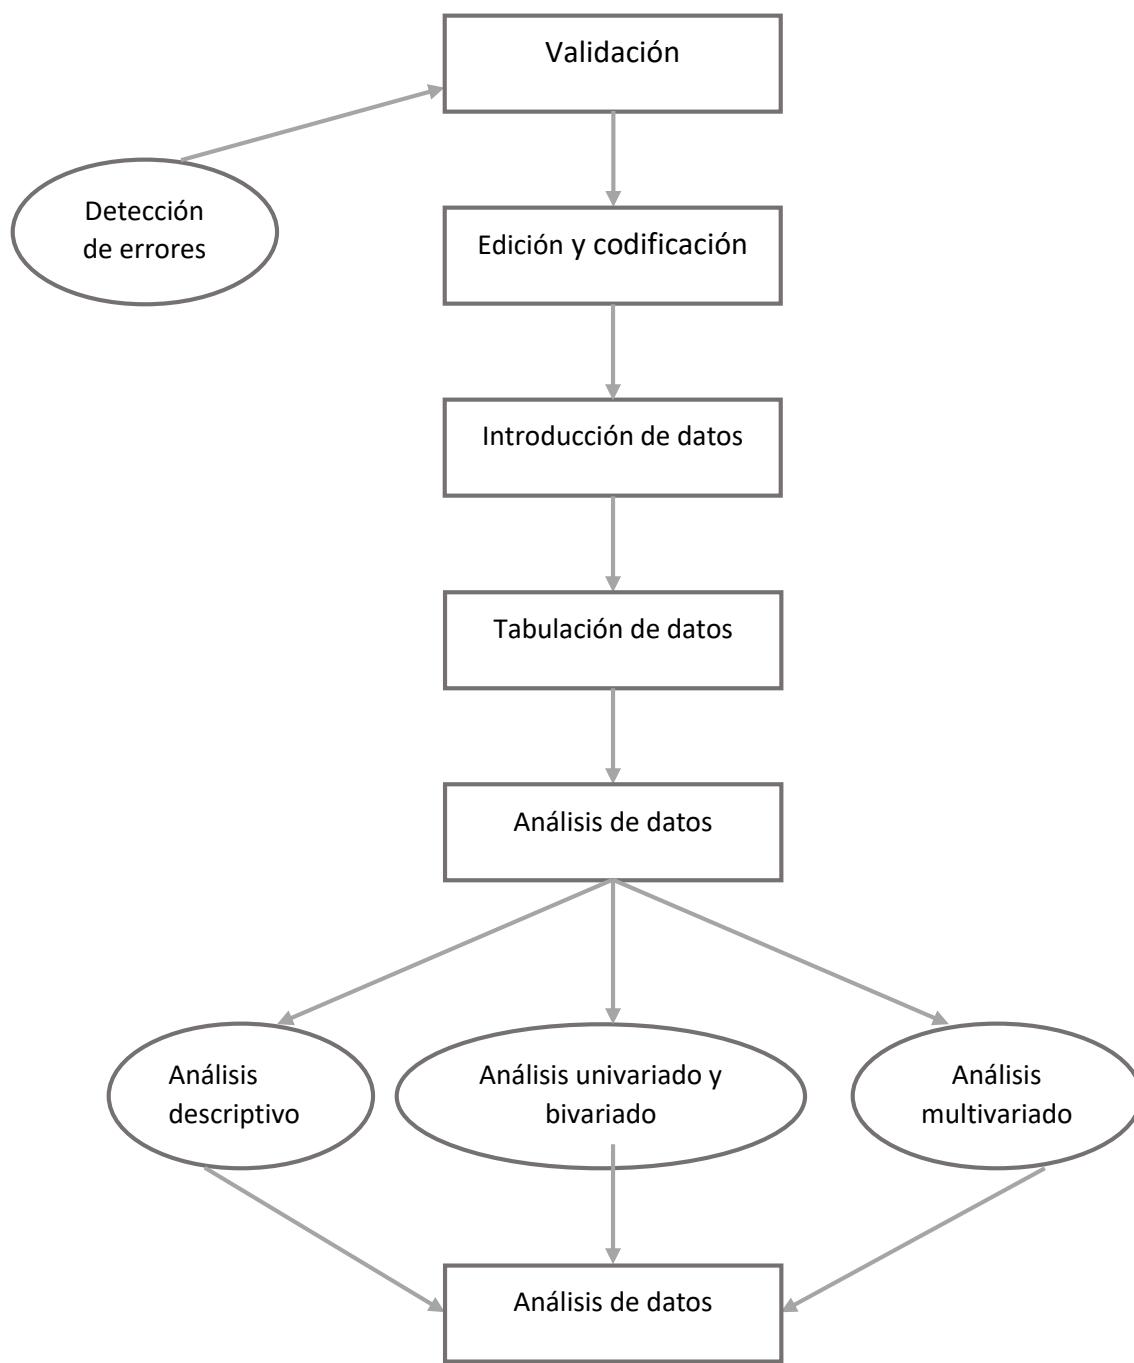 Validación
Detección
de errores
Edición y codificación
Introducción de datos
Tabulación de datos
Análisis de datos
Análisis
descriptivo
Análisis univariado y
bivariado
Análisis
multivariado
Análisis de datos